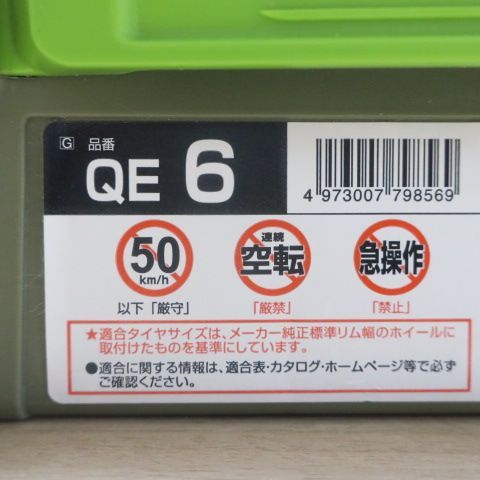 G 品番
QE 6
4 973007 798569
50
km/h
以下「厳守」
連続
空転
「厳禁」
急操作
「禁止」
★適合タイヤサイズは、メーカー純正標準リム幅のホイールに
取付けたものを基準にしています。
●適合に関する情報は、適合表・カタログ・ホームページ等で必ず
ご確認ください。